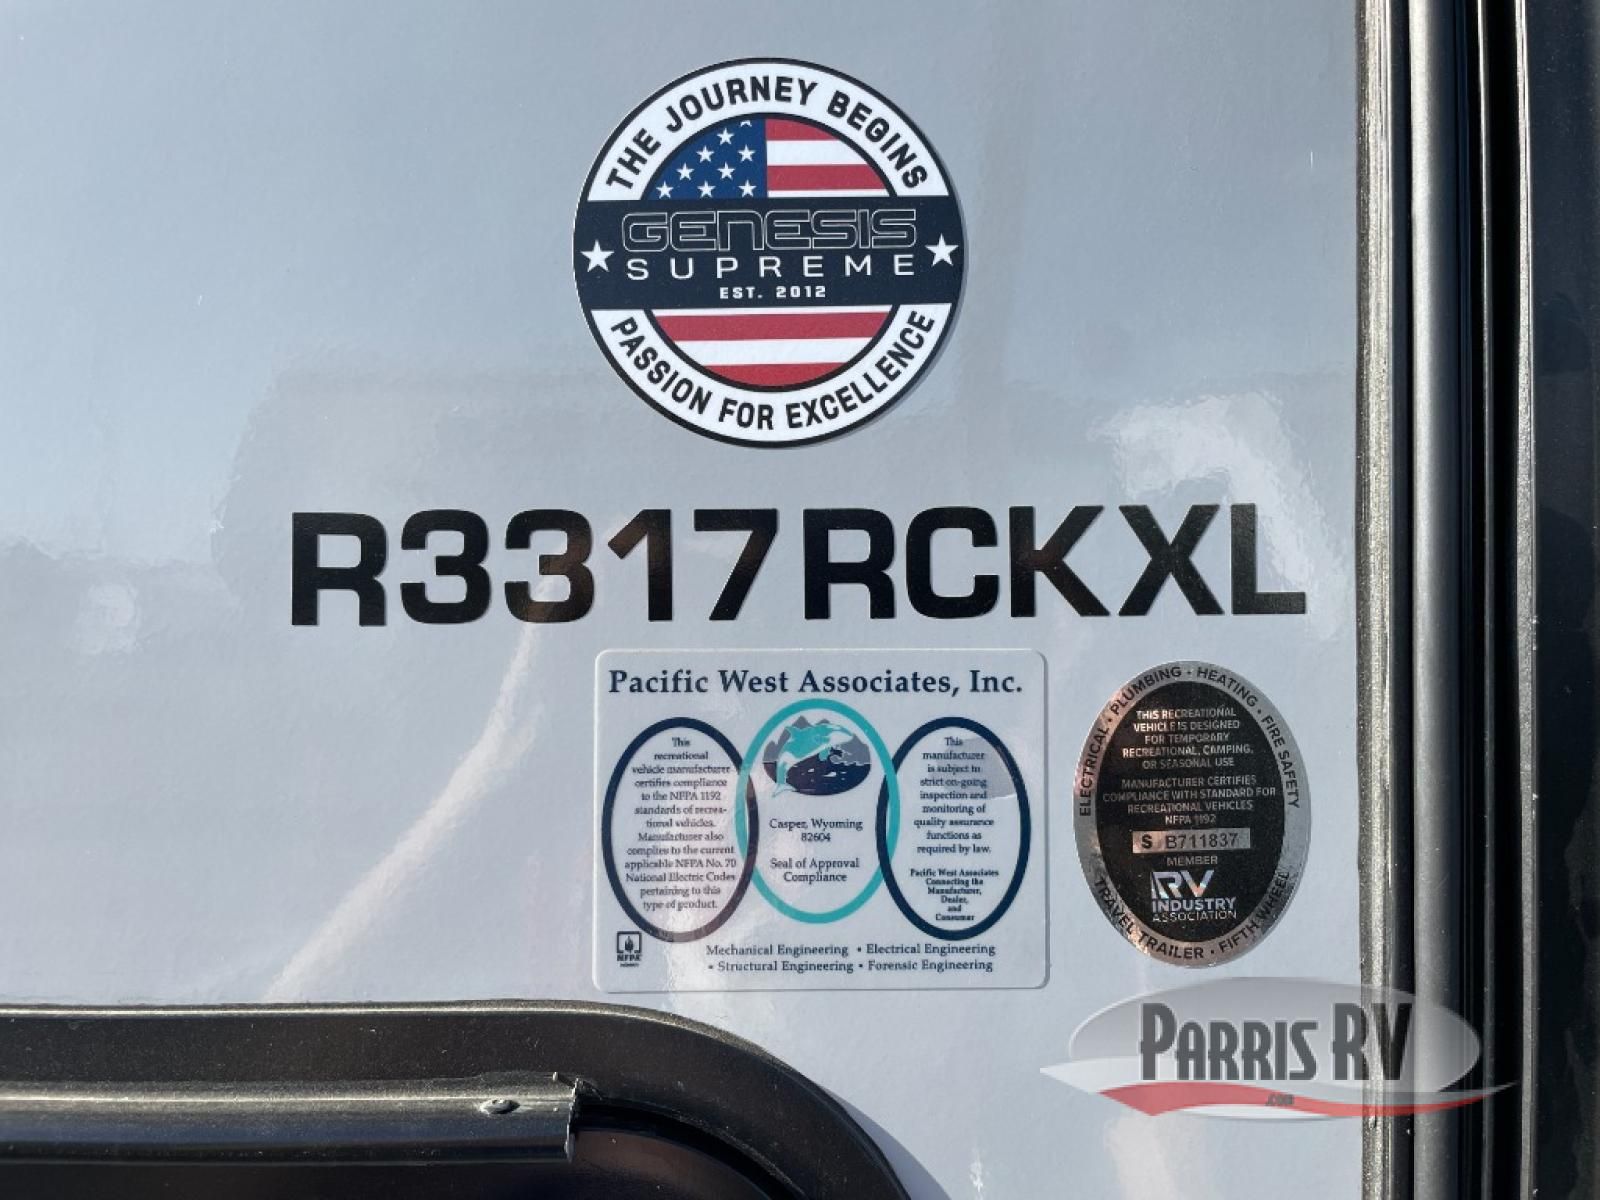 THE JOURNEY BEGINS
GENESIS
SUPREME
EST. 2012
PASSION FOR EXCELLENCE
R3317RCKXL
Pacific West Associates, Inc.
This
recreational
vehicle manufacturer
certifies compliance
to the NFPA 1192
standards of recrea-
tional vehicles.
Manufacturer also
complies to the current
applicable NFPA No. 70
National Electric Codes
pertaining to this
type of product.
Casper, Wyoming
82604
Seal of Approval
Compliance
This
manufacturer
is subject to
strict on-going
inspection and
monitoring of
quality assurance
functions as
required by law.
Pacific West Associates
Connecting the
Manufacturer,
Dealer,
and
Consumer
NFPA
Mechanical Engineering • Electrical Engineering
• Structural Engineering • Forensic Engineering
ELECTRICAL • PLUMBING • HEATING • FIRE SAFETY
THIS RECREATIONAL
VEHICLE IS DESIGNED
FOR TEMPORARY
RECREATIONAL, CAMPING,
OR SEASONAL USE
MANUFACTURER CERTIFIES
COMPLIANCE WITH STANDARD FOR
RECREATIONAL VEHICLES
NFPA 1192
S B711837
MEMBER
RV
INDUSTRY
ASSOCIATION
TRAVEL TRAILER • FIFTH WHEEL
PARRIS RV
.com